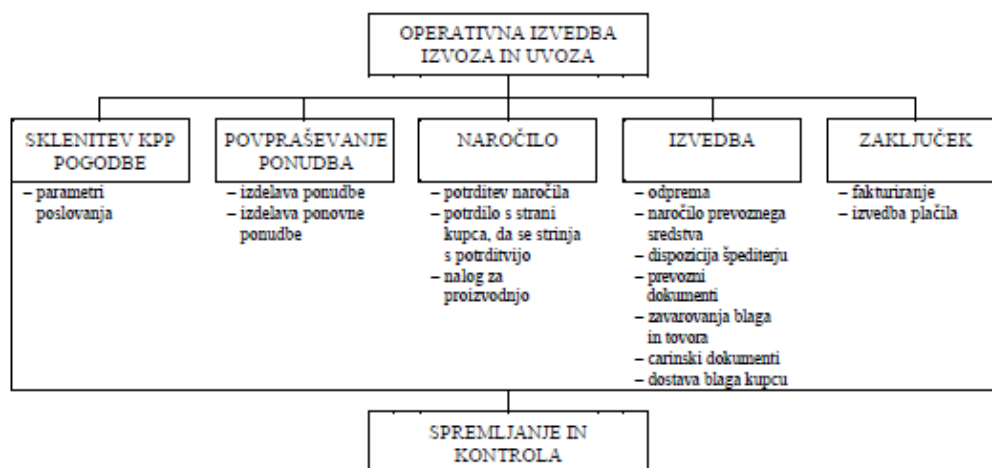 OPERATIVNA IZVEDBA
IZVOZA IN UVOZA
SKLENITEV KPP
POGODBE
– parametri
poslovanja
POVPRAŠEVANJE
PONUDBA
– izdelava ponudbe
– izdelava ponovne
ponudbe
NAROČILO
– potrditev naročila
– potrdilo s strani
kupca, da se strinja
s potrditvijo
– nalog za
proizvodnjo
IZVEDBA
– odprema
– naročilo prevoznega
sredstva
– dispozicija špediterju
– prevozni
dokumenti
– zavarovanja blaga
in tovora
– carinski dokumenti
– dostava blaga kupcu
ZAKLJUČEK
– fakturiranje
– izvedba plačila
SPREMLJANJE IN
KONTROLA